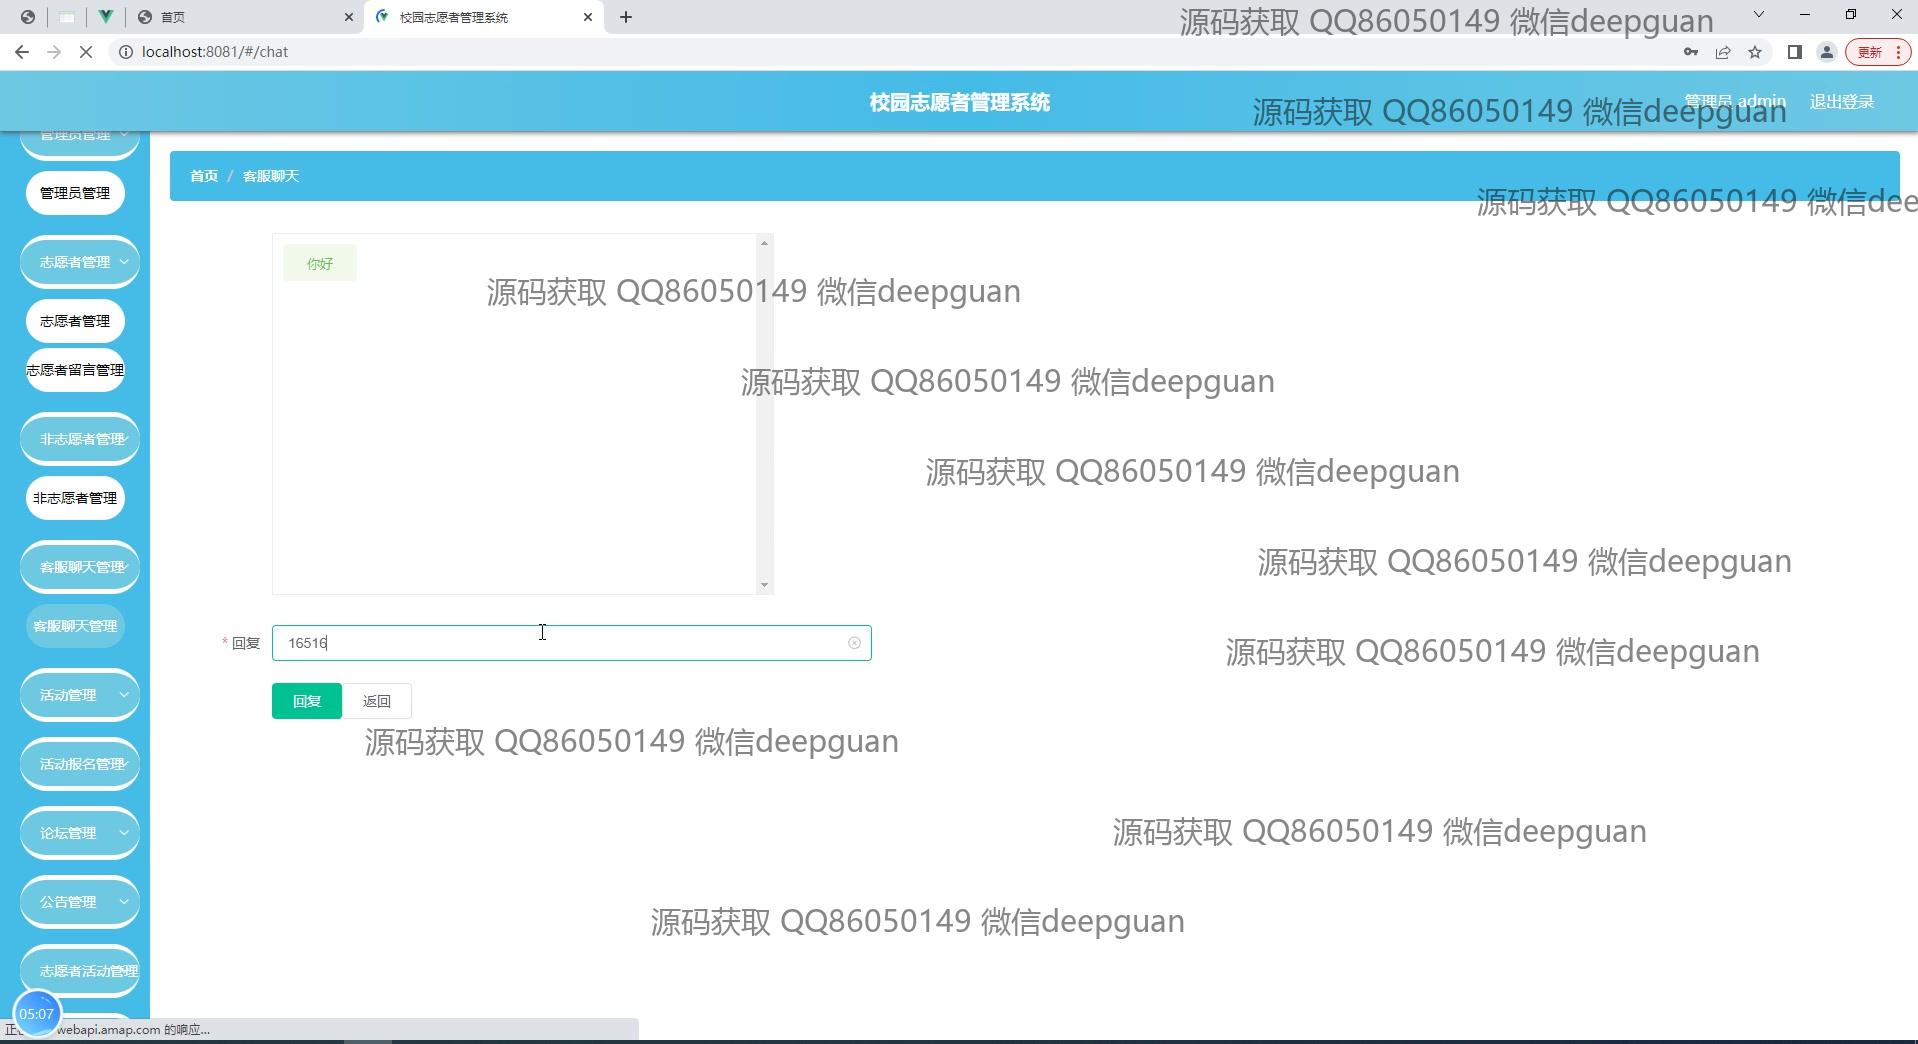 首页
校园志愿者管理系统
源码获取 QQ86050149 微信deepguan
localhost:8081/#/chat
更新
校园志愿者管理系统
管理员 admin
退出登录
源码获取 QQ86050149 微信deepguan
管理员管理
首页 / 客服聊天
管理员管理
源码获取 QQ86050149 微信dee
志愿者管理
你好
源码获取 QQ86050149 微信deepguan
志愿者管理
志愿者留言管理
源码获取 QQ86050149 微信deepguan
非志愿者管理
源码获取 QQ86050149 微信deepguan
非志愿者管理
客服聊天管理
源码获取 QQ86050149 微信deepguan
客服聊天管理
* 回复 16516
源码获取 QQ86050149 微信deepguan
活动管理
回复 返回
源码获取 QQ86050149 微信deepguan
活动报名管理
论坛管理
源码获取 QQ86050149 微信deepguan
公告管理
源码获取 QQ86050149 微信deepguan
志愿者活动管理
05:07
webapi.amap.com 的响应...